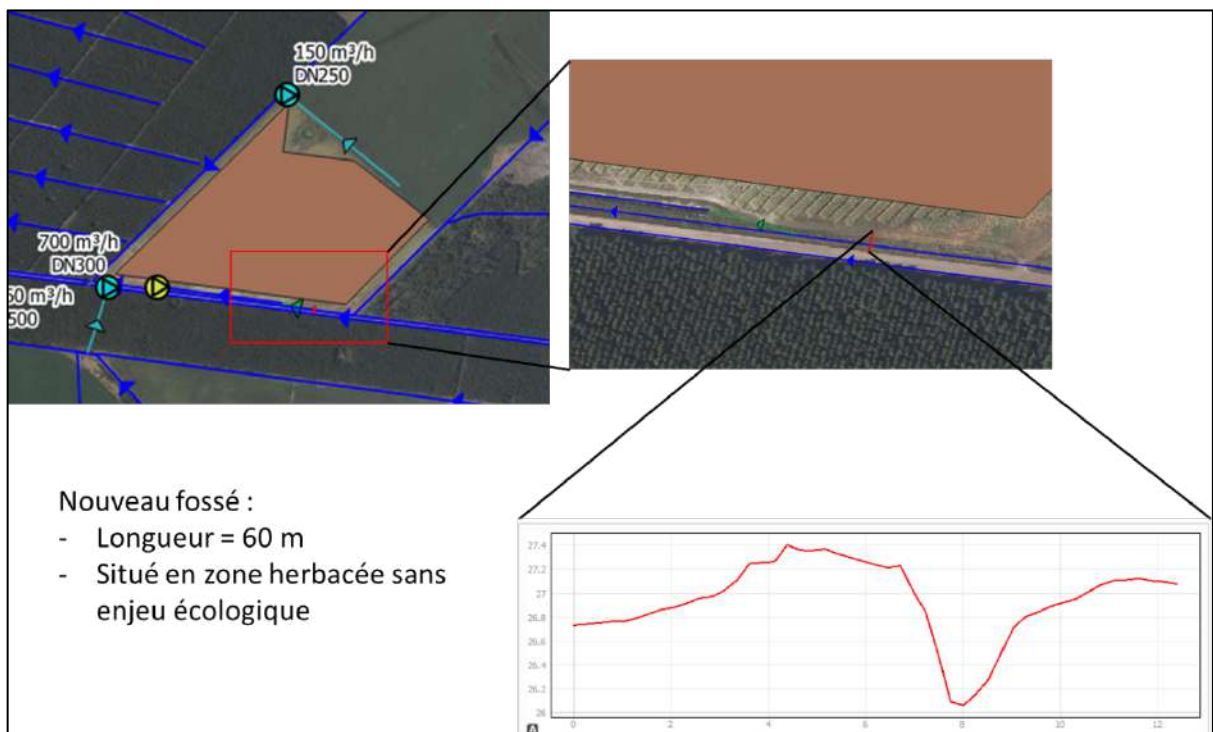 150 m³/h
DN250
700 m³/h
DN300
60 m³/h
500
Nouveau fossé :
- Longueur = 60 m
- Situé en zone herbacée sans
enjeu écologique
27.4
27.2
27
26.8
26.6
26.4
26.2
26
0 2 4 6 8 10 12